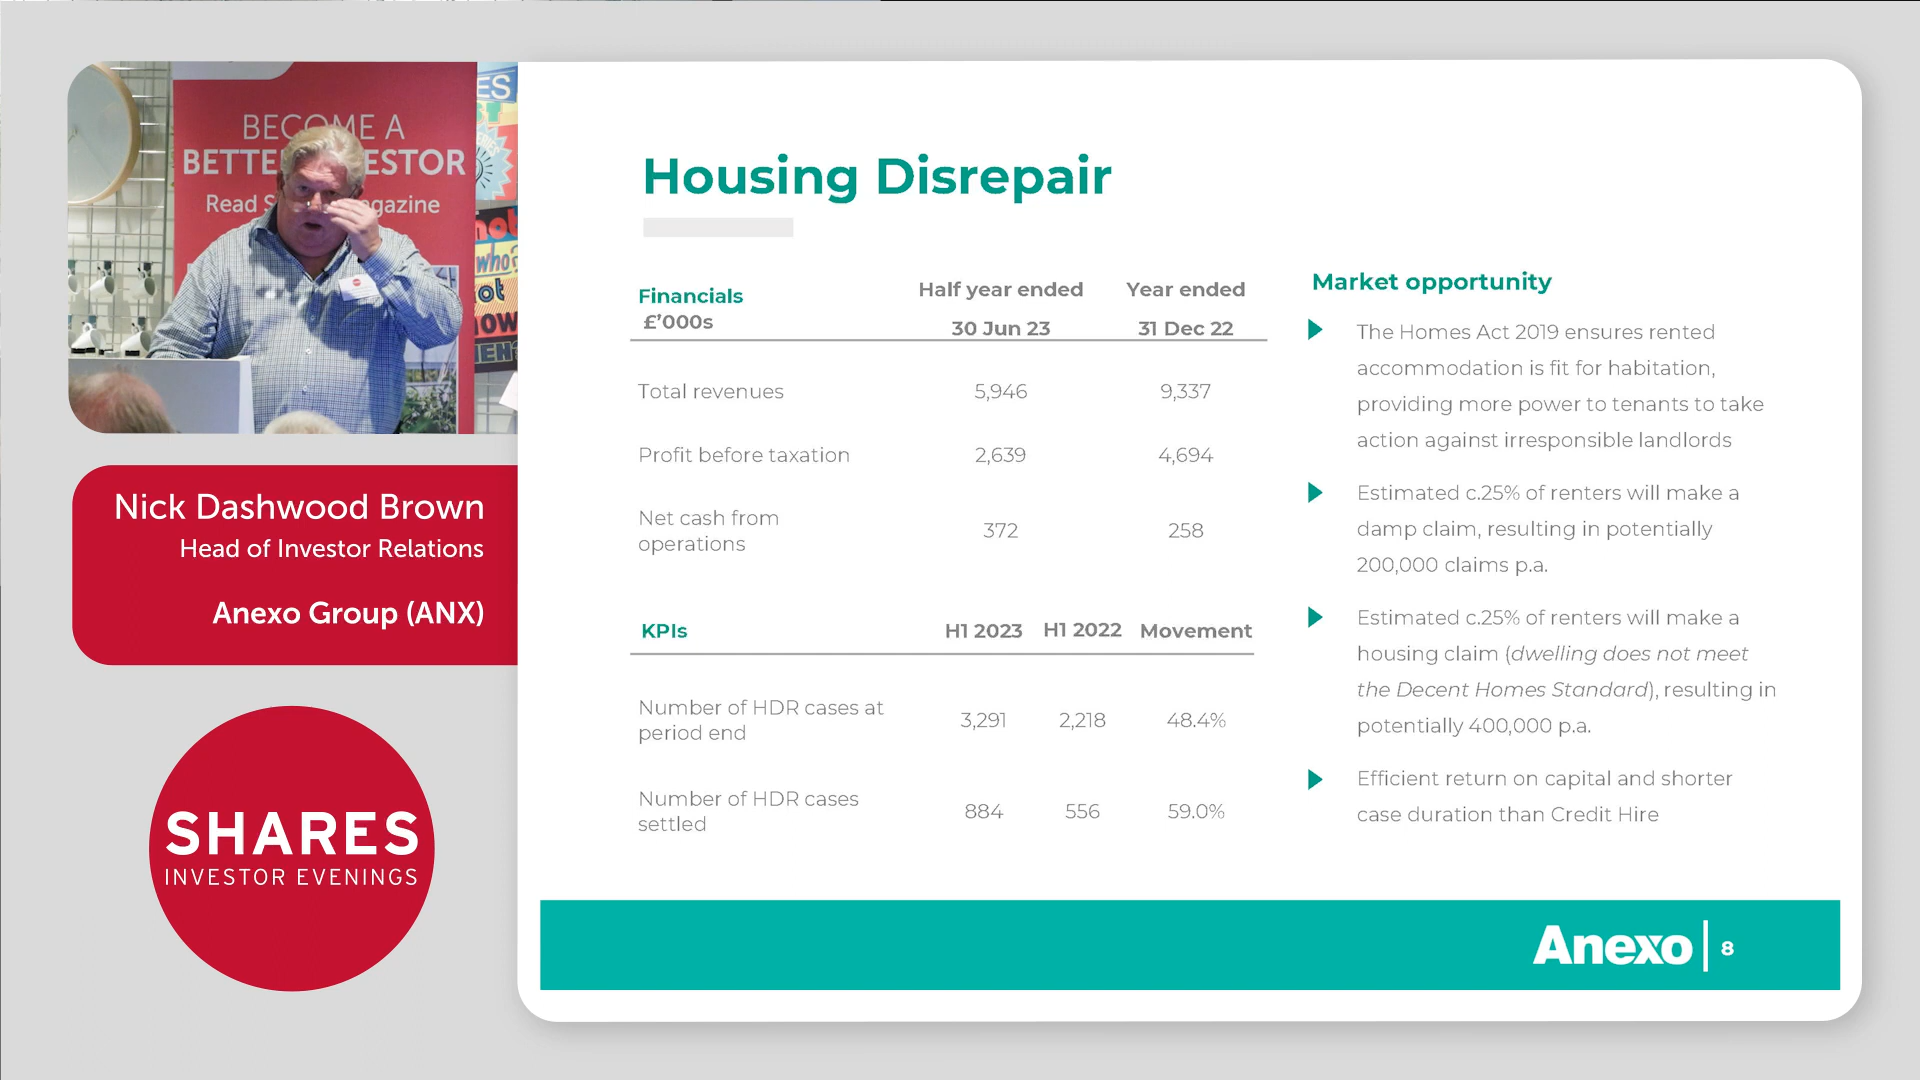 BECOME A
BETTE ESTOR
Read S gazine
ES
not
who?
ot
Nick Dashwood Brown
Head of Investor Relations
Anexo Group (ANX)
SHARES
INVESTOR EVENINGS
Housing Disrepair
Financials Half year ended Year ended
£’000s 30 Jun 23 31 Dec 22
Total revenues 5,946 9,337
Profit before taxation 2,639 4,694
Net cash from
operations 372 258
KPIs H1 2023 H1 2022 Movement
Number of HDR cases at
period end 3,291 2,218 48.4%
Number of HDR cases
settled 884 556 59.0%
Market opportunity
The Homes Act 2019 ensures rented
accommodation is fit for habitation,
providing more power to tenants to take
action against irresponsible landlords
Estimated c.25% of renters will make a
damp claim, resulting in potentially
200,000 claims p.a.
Estimated c.25% of renters will make a
housing claim (dwelling does not meet
the Decent Homes Standard), resulting in
potentially 400,000 p.a.
Efficient return on capital and shorter
case duration than Credit Hire
Anexo 8